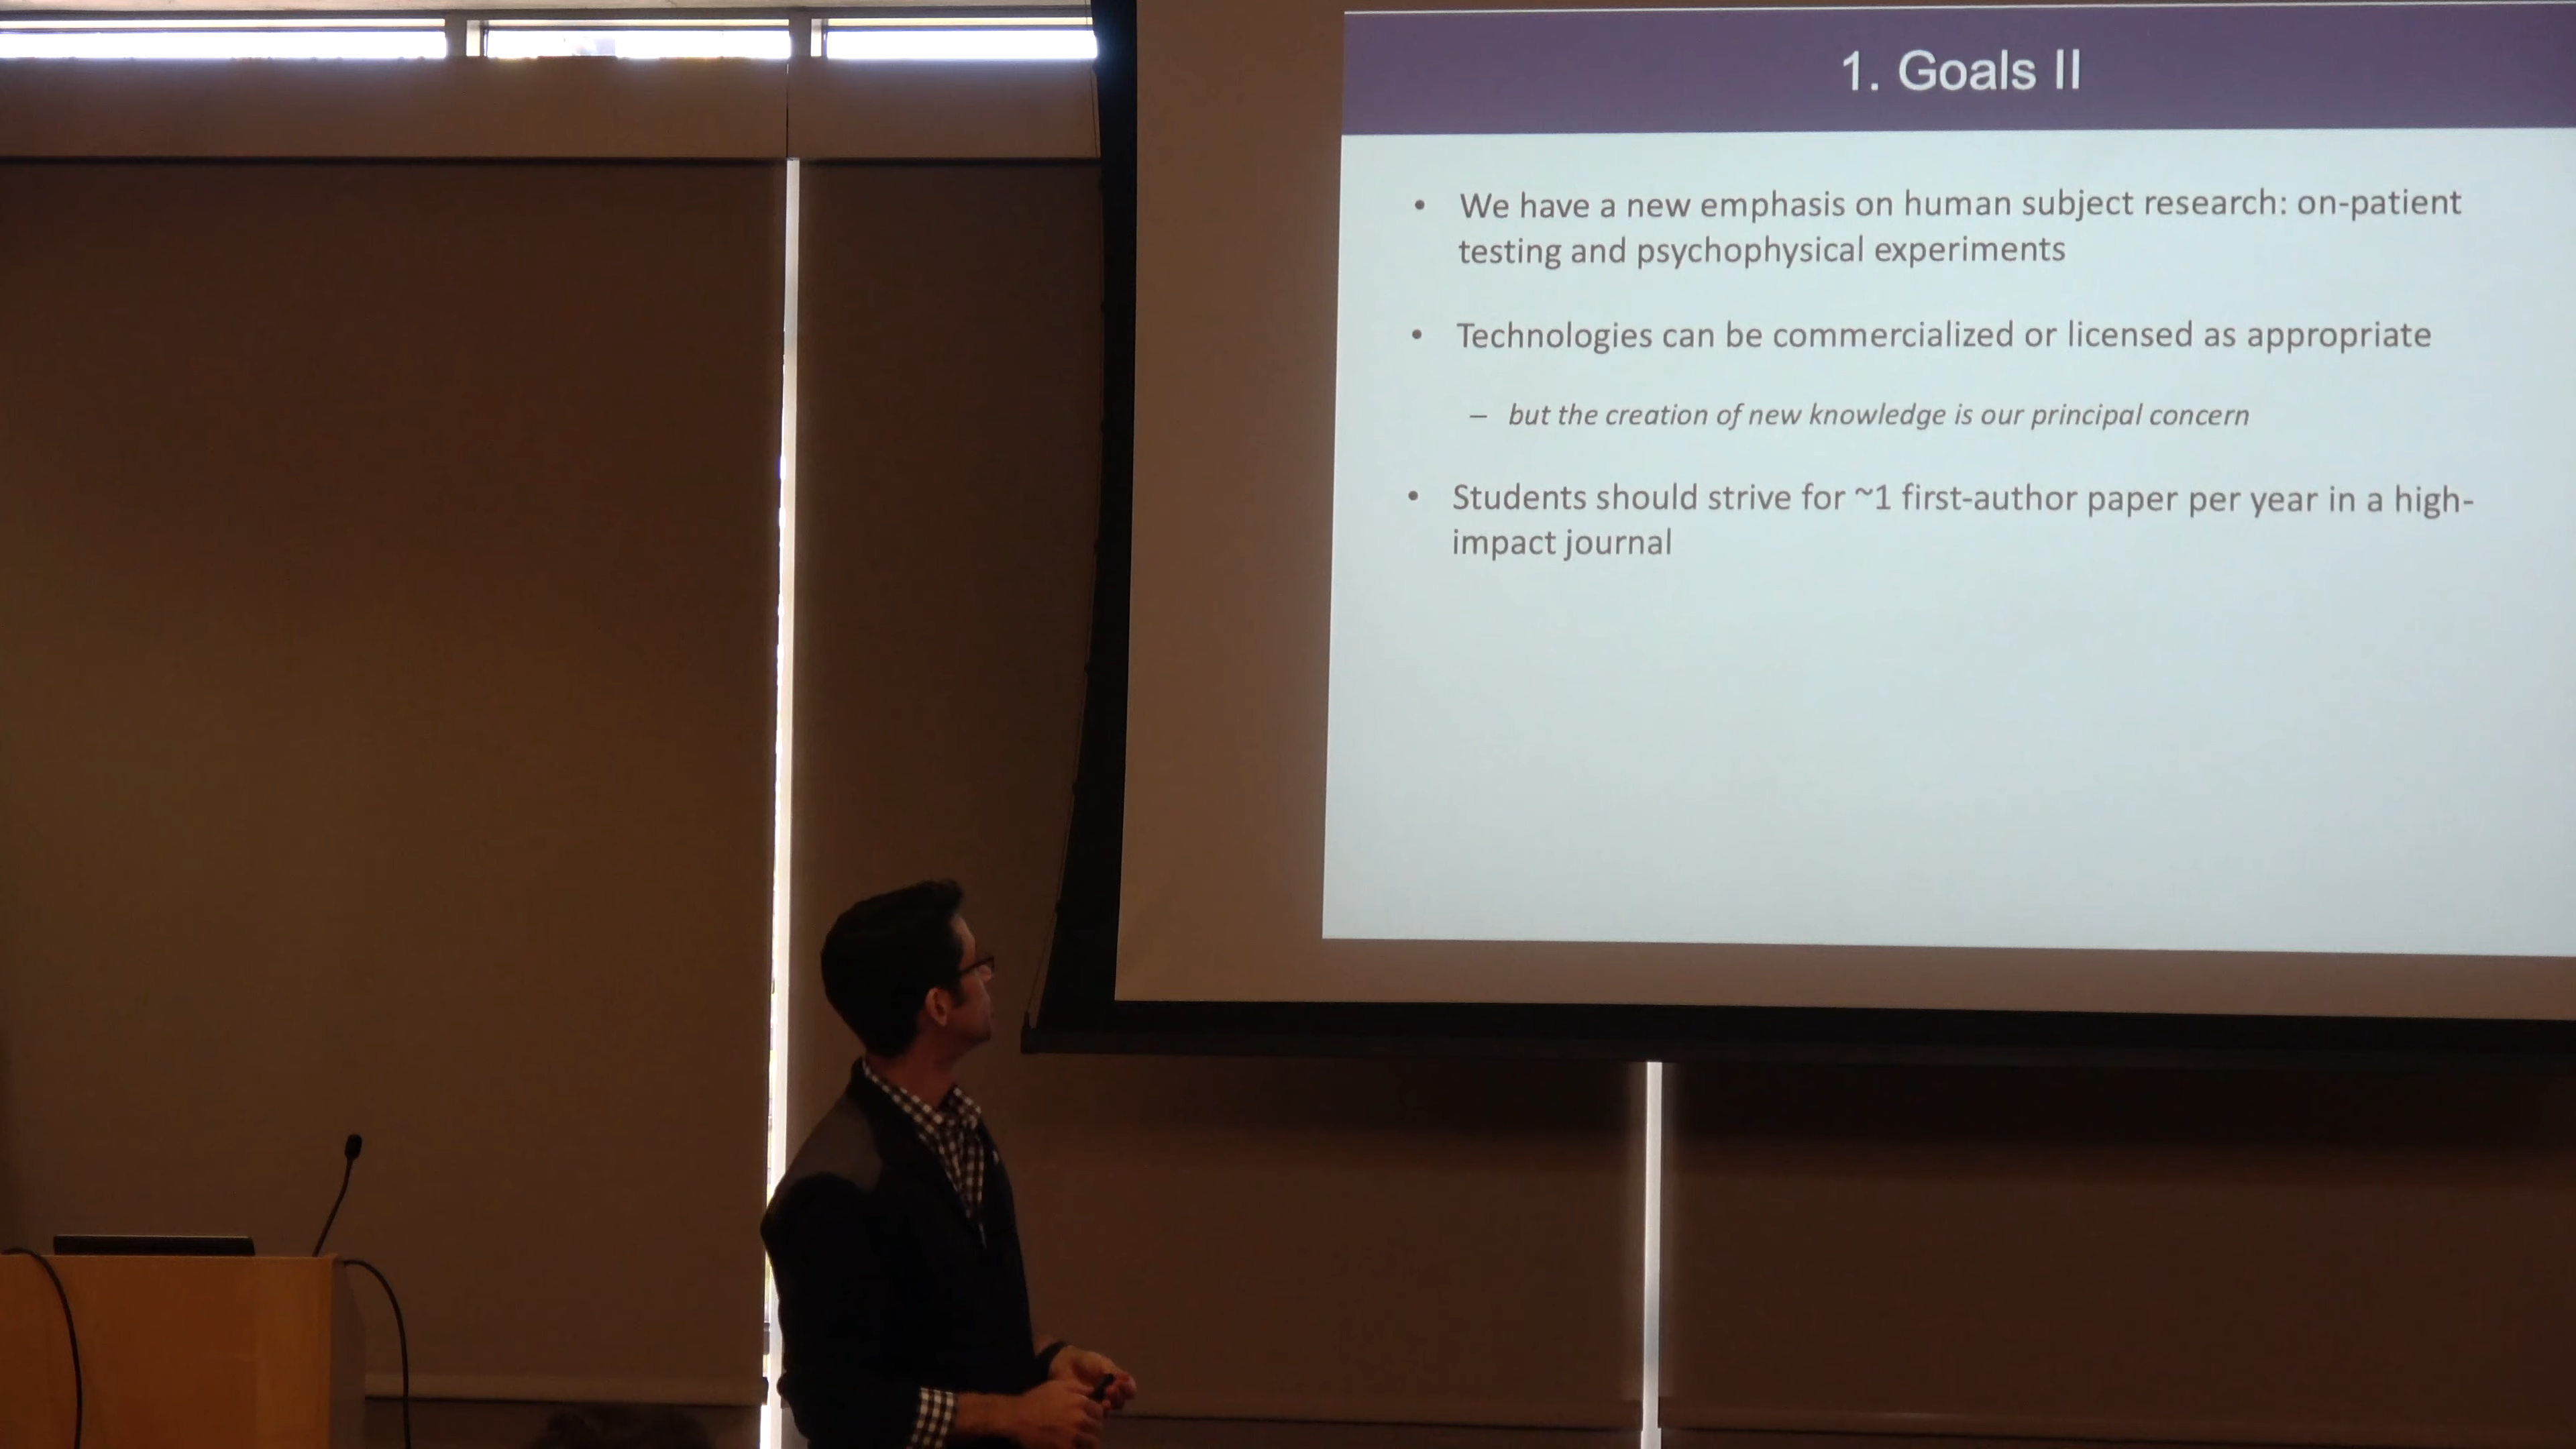 1. Goals II
• We have a new emphasis on human subject research: on-patient
testing and psychophysical experiments
• Technologies can be commercialized or licensed as appropriate
– but the creation of new knowledge is our principal concern
• Students should strive for ~1 first-author paper per year in a high-
impact journal